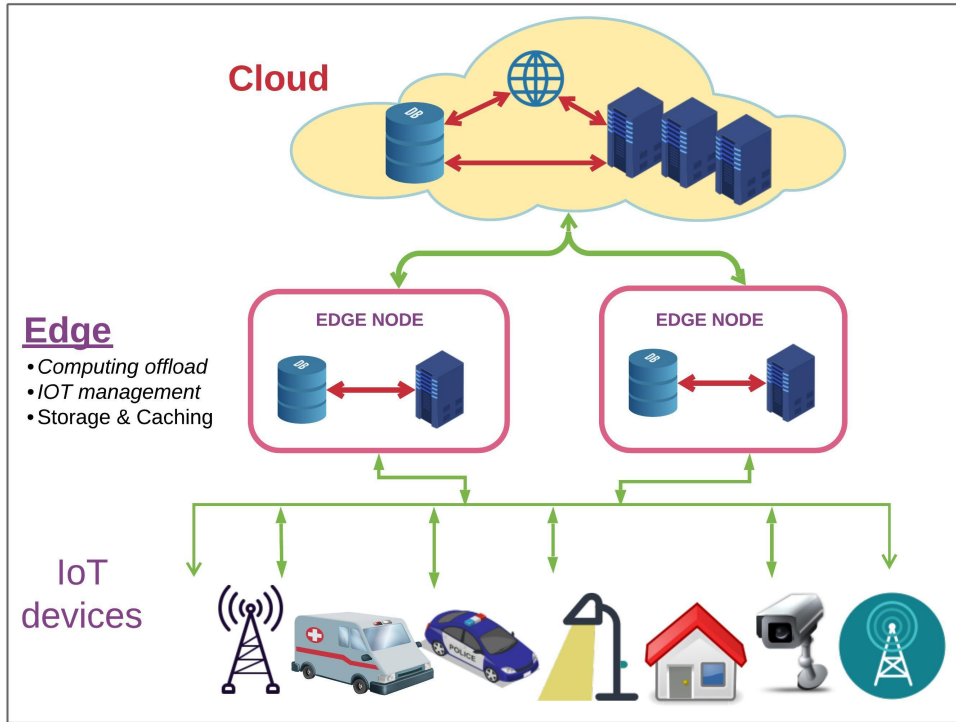 Cloud
DB
Edge
• Computing offload
• IOT management
• Storage & Caching
EDGE NODE
DB
EDGE NODE
DB
IoT
devices
POLICE